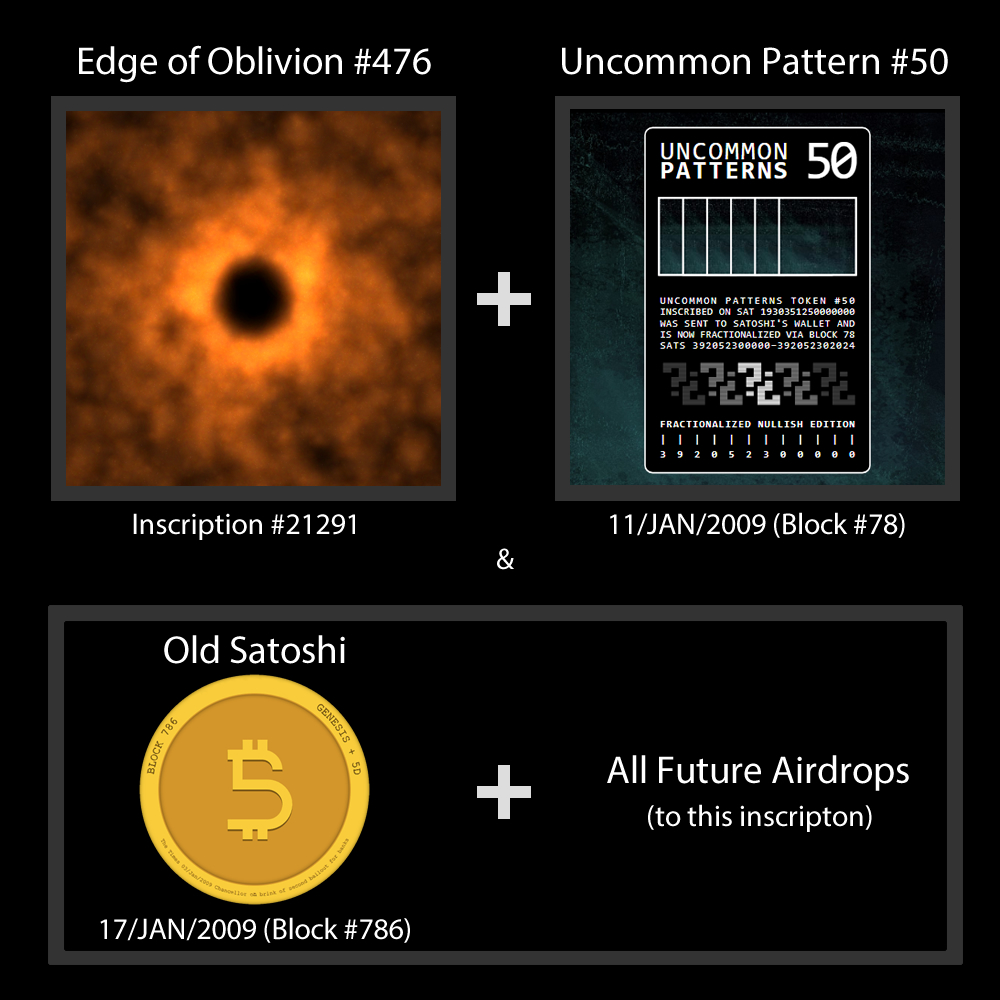 Edge of Oblivion #476
Uncommon Pattern #50
UNCOMMON
PATTERNS
50
UNCOMMON PATTERNS TOKEN #50
INSCRIBED ON SAT 1930351250000000
WAS SENT TO SATOSHI'S WALLET AND
IS NOW FRACTIONALIZED VIA BLOCK 78
SATS 392052300000-392052302024
FRACTIONALIZED NULLISH EDITION
3 9 2 0 5 2 3 0 0 0 0 0
Inscription #21291
11/JAN/2009 (Block #78)
&
Old Satoshi
BLOCK 786
GENESIS + 5D
The Times 03/Jan/2009 Chancellor on brink of second bailout for banks
17/JAN/2009 (Block #786)
+
All Future Airdrops
(to this inscripton)